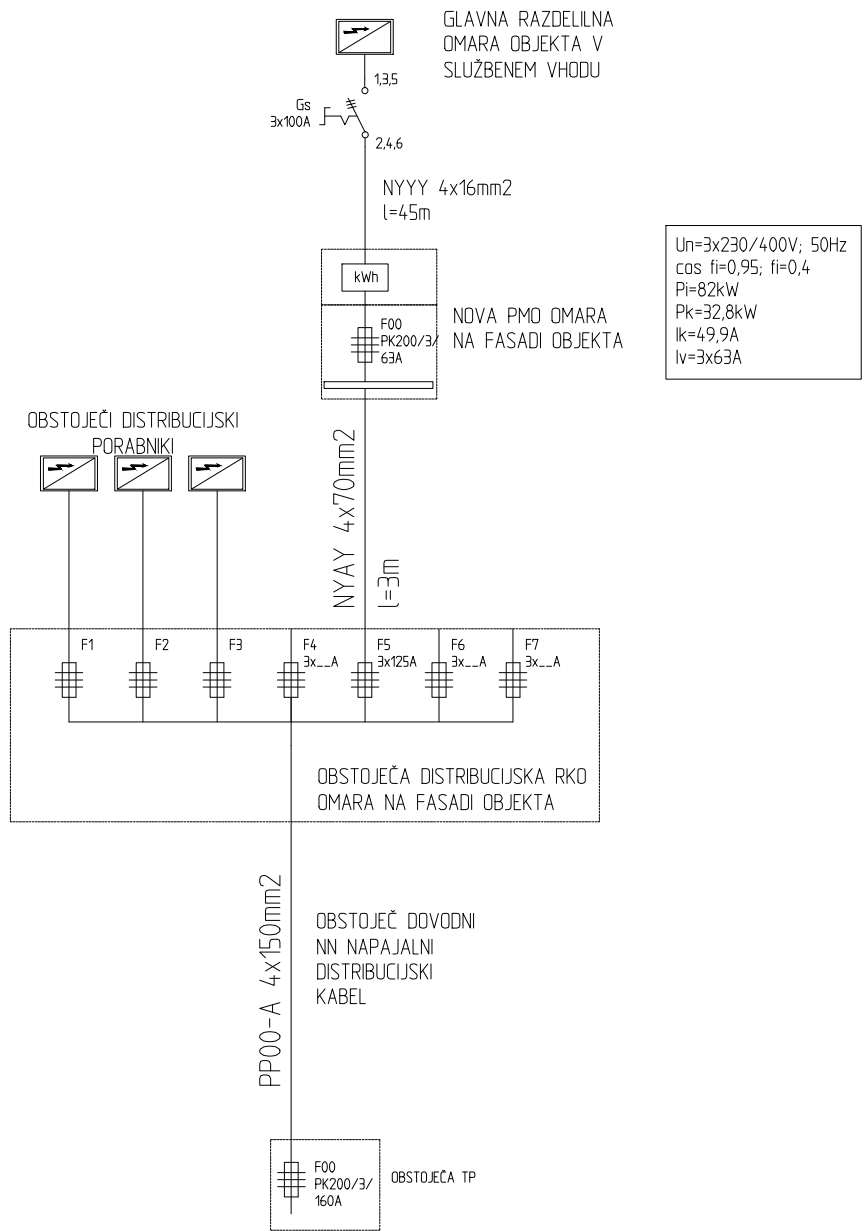 GLAVNA RAZDELILNA
OMARA OBJEKTA V
SLUŽBENEM VHODU
1,3,5
Gs
3x100A
2,4,6
NYYY 4x16mm2
l=45m
Un=3x230/400V; 50Hz
cos fi=0,95; fi=0,4
Pi=82kW
Pk=32,8kW
Ik=49,9A
Iv=3x63A
kWh
F00
PK200/3/
63A
NOVA PMO OMARA
NA FASADI OBJEKTA
OBSTOJEČI DISTRIBUCIJSKI
PORABNIKI
NYAY 4x70mm2
l=3m
F1
F2
F3
F4
3x__A
F5
3x125A
F6
3x__A
F7
3x__A
OBSTOJEČA DISTRIBUCIJSKA RKO
OMARA NA FASADI OBJEKTA
PP00-A 4x150mm2
OBSTOJEČ DOVODNI
NN NAPAJALNI
DISTRIBUCIJSKI
KABEL
F00
PK200/3/
160A
OBSTOJEČA TP